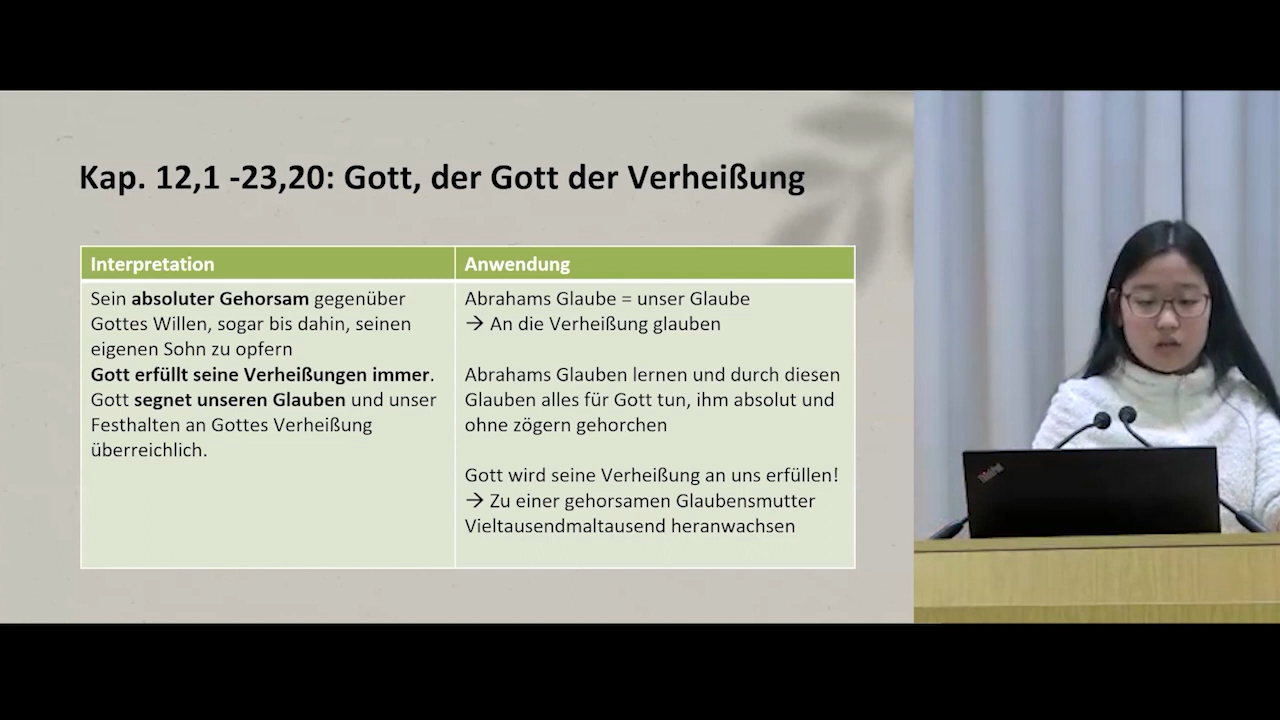 Kap. 12,1 -23,20: Gott, der Gott der Verheißung
Interpretation
Sein absoluter Gehorsam gegenüber
Gottes Willen, sogar bis dahin, seinen
eigenen Sohn zu opfern
Gott erfüllt seine Verheißungen immer.
Gott segnet unseren Glauben und unser
Festhalten an Gottes Verheißung
überreichlich.
Anwendung
Abrahams Glaube = unser Glaube
→ An die Verheißung glauben
Abrahams Glauben lernen und durch diesen
Glauben alles für Gott tun, ihm absolut und
ohne zögern gehorchen
Gott wird seine Verheißung an uns erfüllen!
→ Zu einer gehorsamen Glaubensmutter
Vieltausendmaltausend heranwachsen
ThinkPad